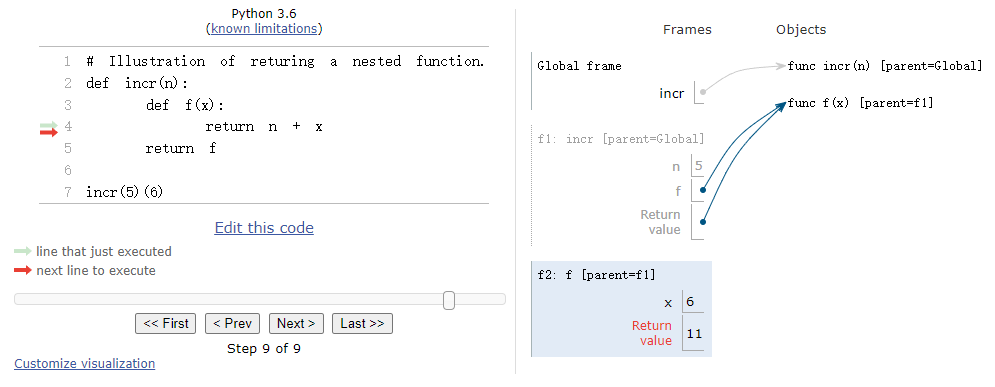 Python 3.6
(known limitations)
1 # Illustration of returing a nested function.
2 def incr(n):
3 def f(x):
4 return n + x
5 return f
6
7 incr(5)(6)
Edit this code
line that just executed
next line to execute
<< First
< Prev
Next >
Last >>
Step 9 of 9
Customize visualization
Frames
Objects
Global frame
incr
func incr(n) [parent=Global]
func f(x) [parent=f1]
f1: incr [parent=Global]
n 5
f
Return
value
f2: f [parent=f1]
x 6
Return
value 11